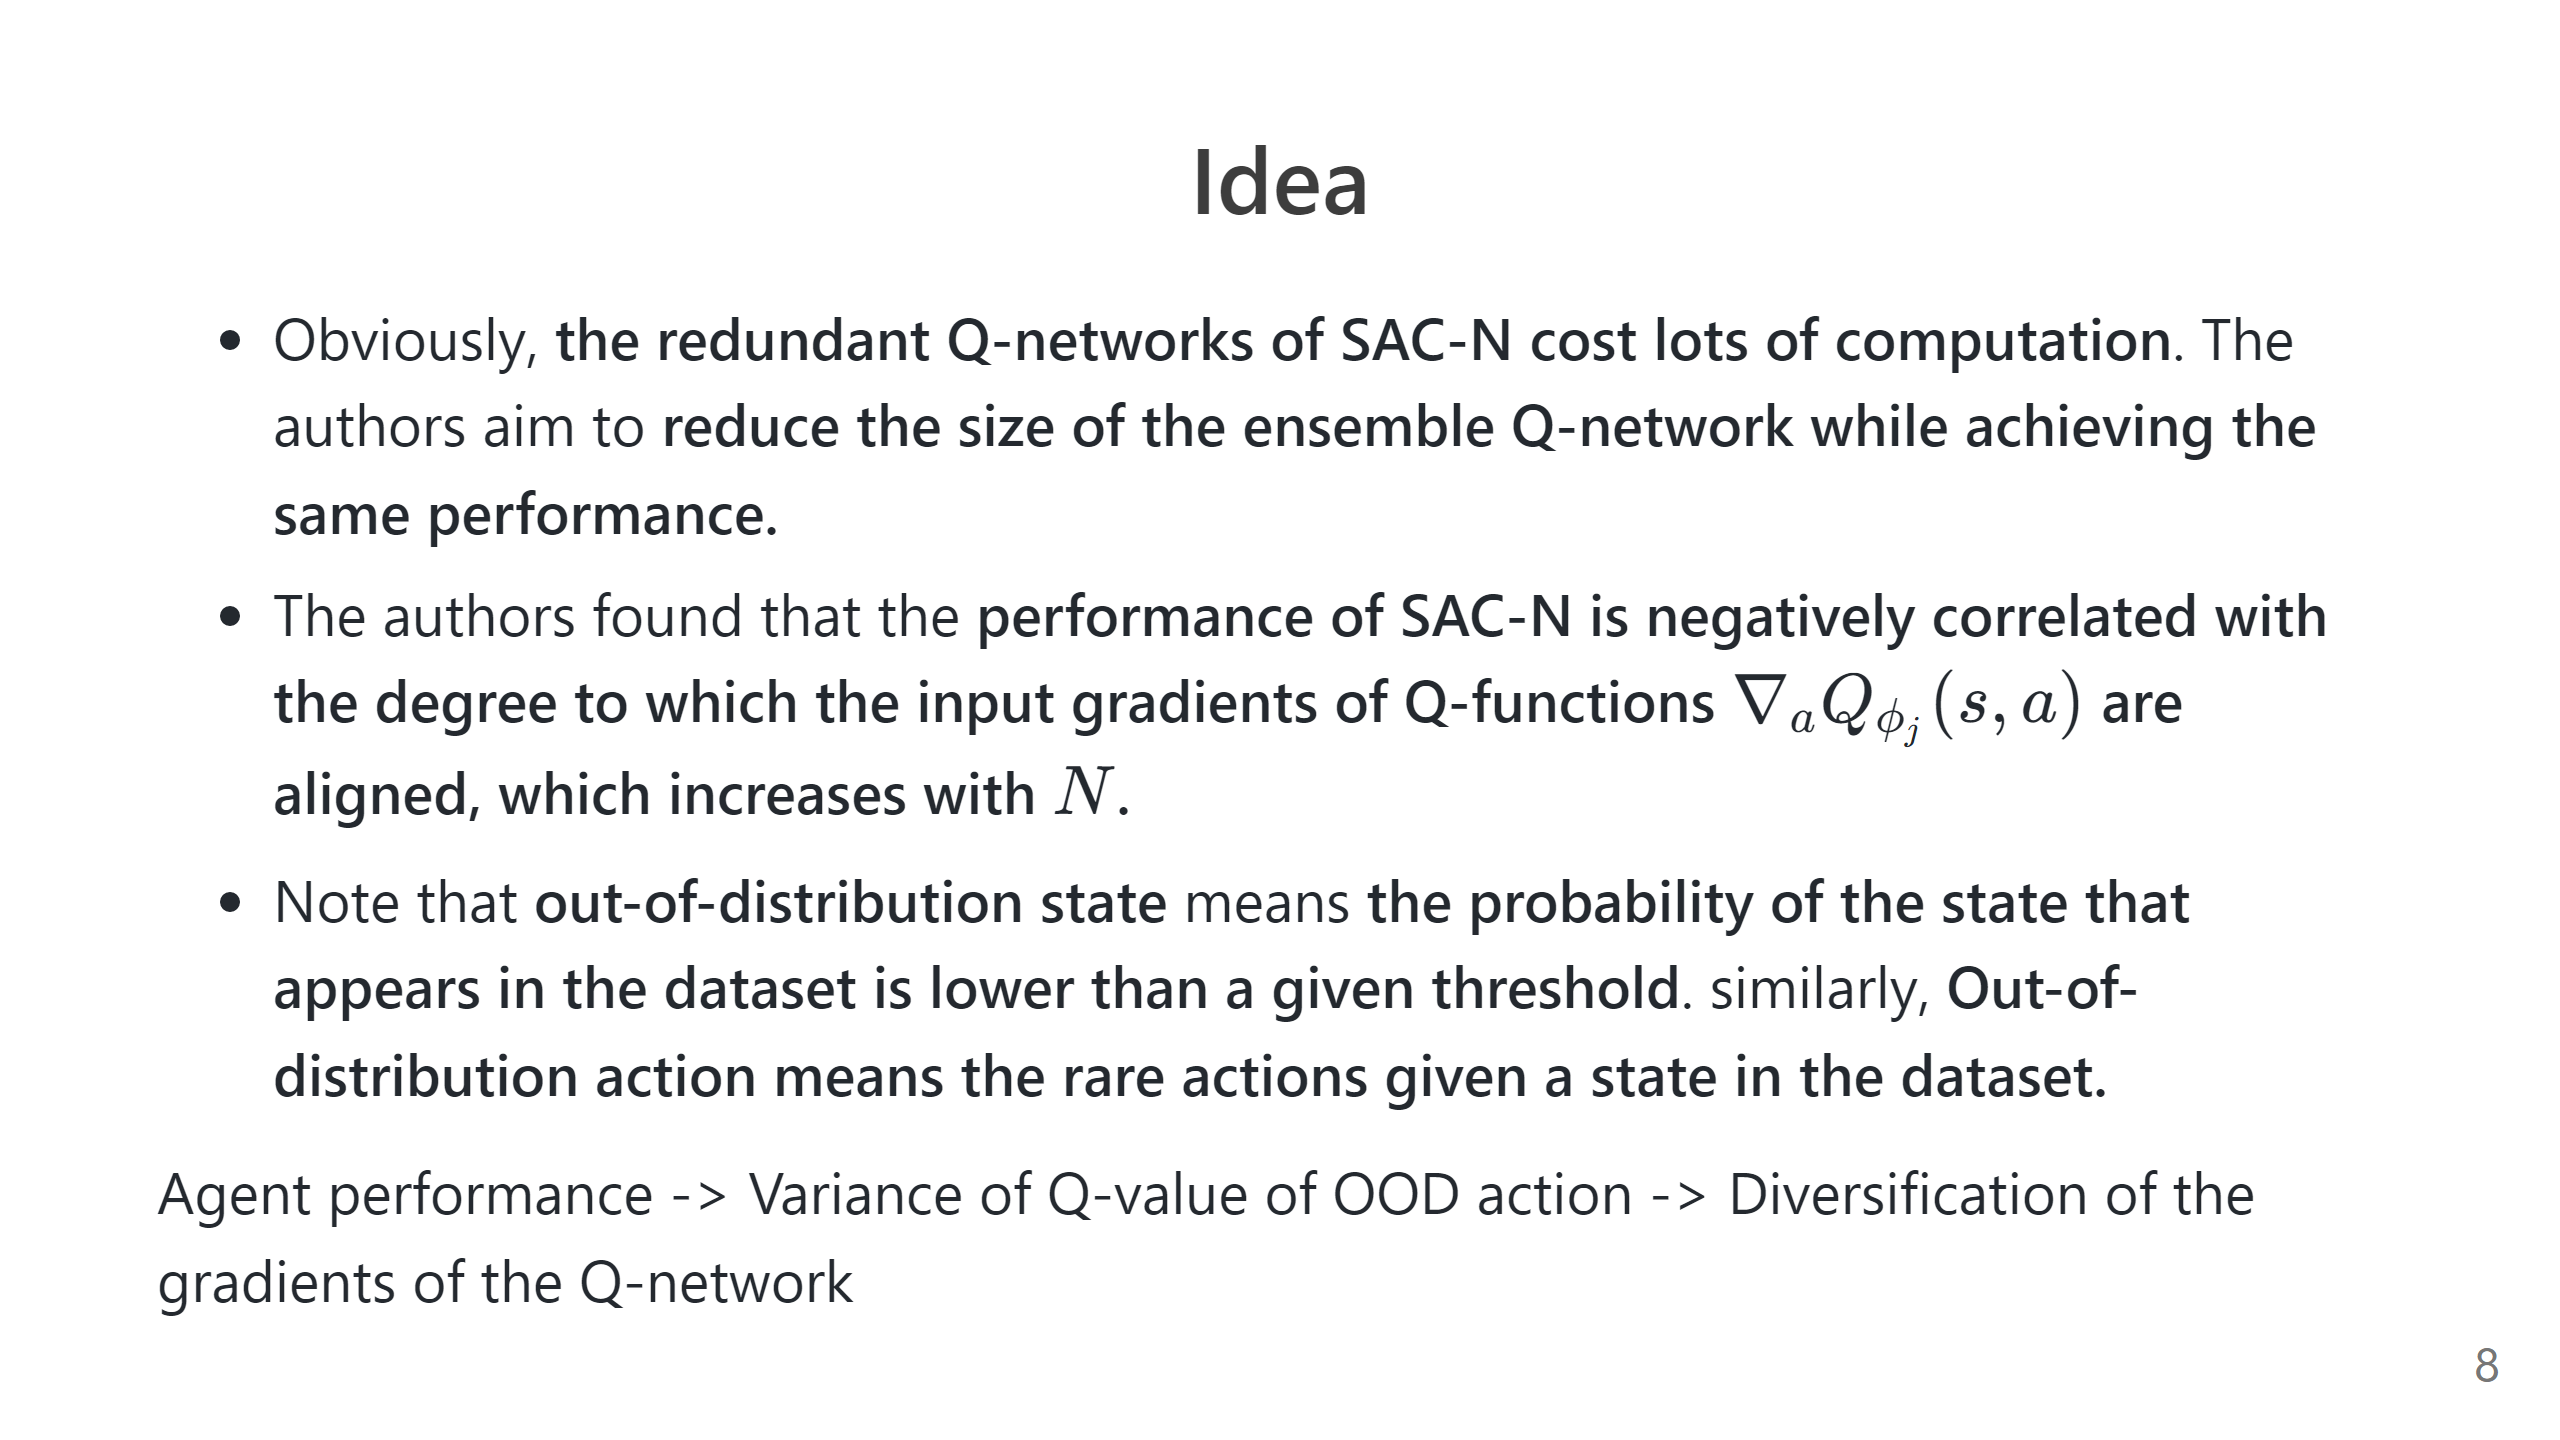 Idea
• Obviously, the redundant Q-networks of SAC-N cost lots of computation. The
authors aim to reduce the size of the ensemble Q-network while achieving the
same performance.
• The authors found that the performance of SAC-N is negatively correlated with
the degree to which the input gradients of Q-functions ∇_a Q_{ϕ_j}(s, a) are
aligned, which increases with N.
• Note that out-of-distribution state means the probability of the state that
appears in the dataset is lower than a given threshold. similarly, Out-of-
distribution action means the rare actions given a state in the dataset.
Agent performance -> Variance of Q-value of OOD action -> Diversification of the
gradients of the Q-network
8